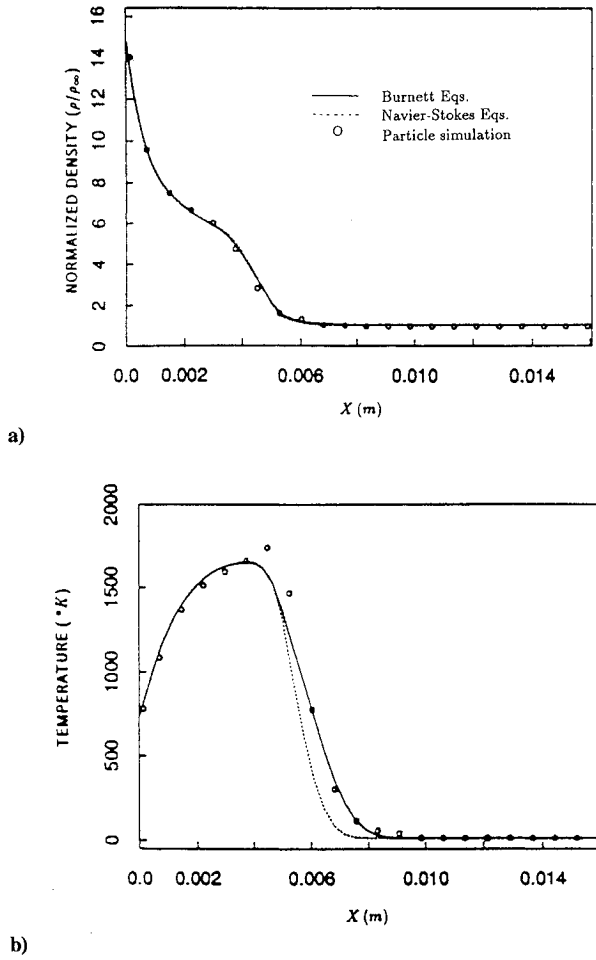 16
14
12
10
8
6
4
2
0
NORMALIZED DENSITY (ρ/ρ∞)
Burnett Eqs.
Navier-Stokes Eqs.
Particle simulation
0.0 0.002 0.006 0.010 0.014
X (m)
a)
2000
1500
1000
500
0
TEMPERATURE (°K)
0.0 0.002 0.006 0.010 0.014
X (m)
b)